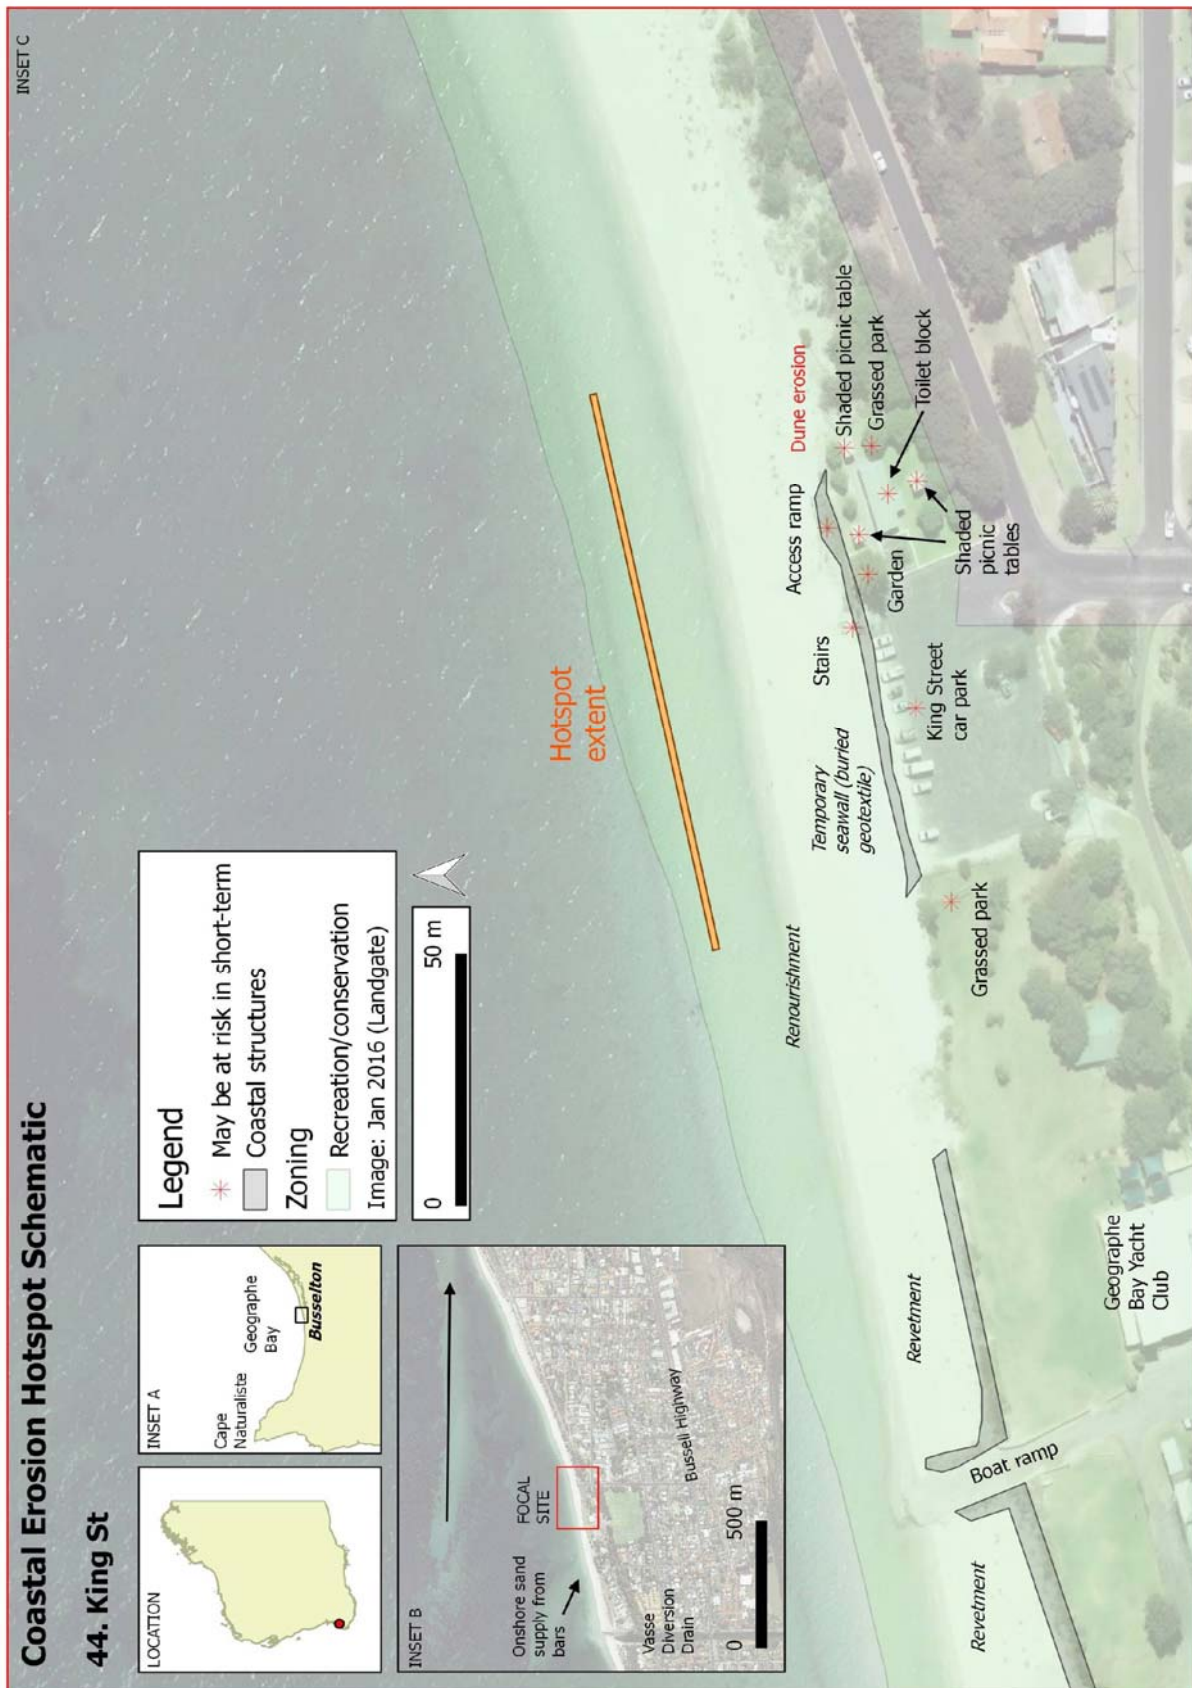 Coastal Erosion Hotspot Schematic
44. King St
INSET C
LOCATION
INSET A
Cape
Naturaliste
Geographe
Bay
Busselton
Legend
May be at risk in short-term
Coastal structures
Zoning
Recreation/conservation
Image: Jan 2016 (Landgate)
0
50 m
INSET B
Onshore sand
supply from
bars
FOCAL
SITE
Vasse
Diversion
Drain
Bussell Highway
0
500 m
Hotspot
extent
Renourishment
Temporary
seawall (buried
geotextile)
Stairs
Access ramp
Dune erosion
Shaded picnic table
Grassed park
Toilet block
Shaded
picnic
tables
Garden
King Street
car park
Grassed park
Revetment
Revetment
Boat ramp
Geographe
Bay Yacht
Club